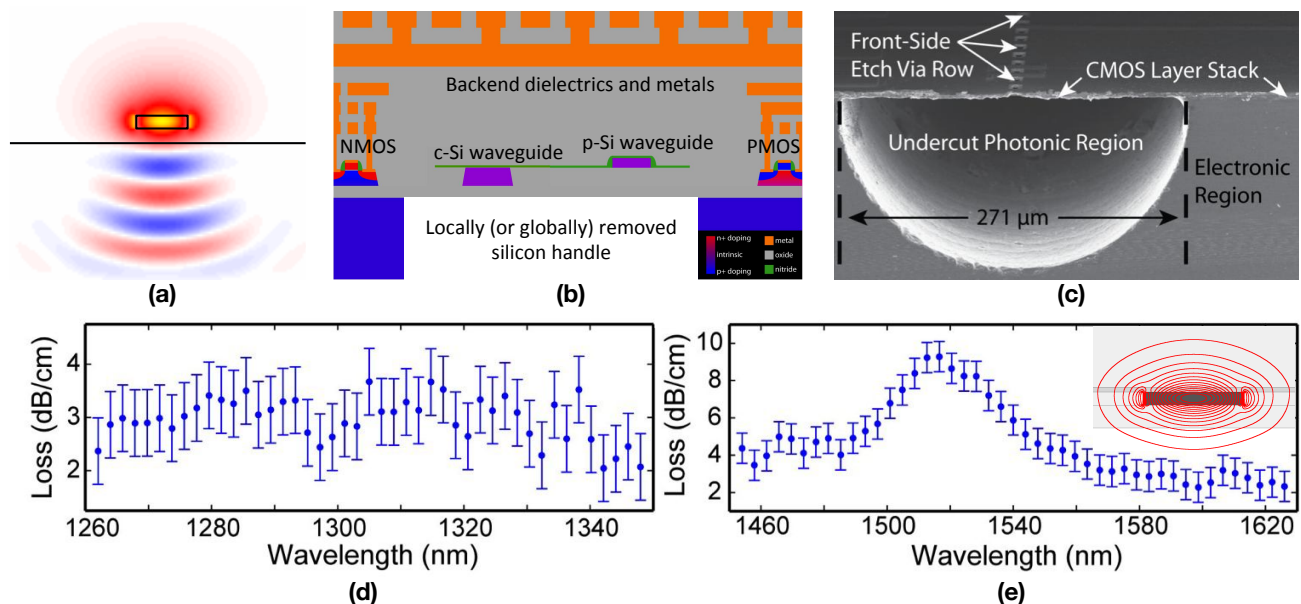 (a)
Backend dielectrics and metals
NMOS
c-Si waveguide
p-Si waveguide
PMOS
Locally (or globally) removed
silicon handle
n+ doping
intrinsic
p+ doping
metal
oxide
nitride
(b)
Front-Side
Etch Via Row
CMOS Layer Stack
Undercut Photonic Region
Electronic
Region
271 µm
(c)
Loss (dB/cm)
4
3
2
1260
1280
1300
1320
1340
Wavelength (nm)
(d)
Loss (dB/cm)
10
8
6
4
2
1460
1500
1540
1580
1620
Wavelength (nm)
(e)